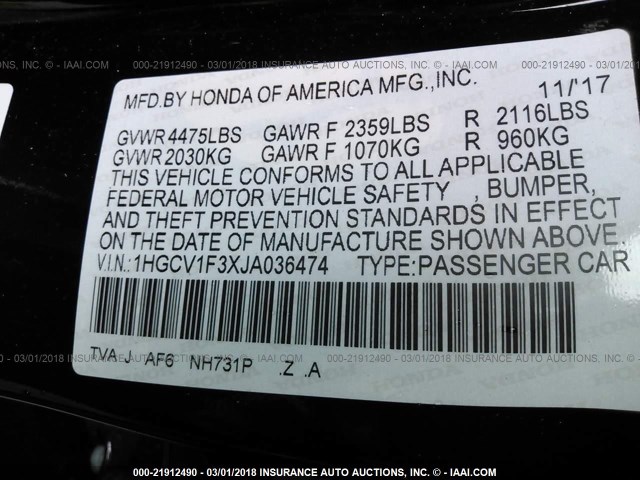 000-21912490 - 03/01/2018 INSURANCE AUTO AUCTIONS, INC. - © IAAI.COM
MFD.BY HONDA OF AMERICA MFG.,INC. 11/'17
GVWR 4475LBS GAWR F 2359LBS R 2116LBS
GVWR 2030KG GAWR F 1070KG R 960KG
THIS VEHICLE CONFORMS TO ALL APPLICABLE
FEDERAL MOTOR VEHICLE SAFETY , BUMPER,
AND THEFT PREVENTION STANDARDS IN EFFECT
ON THE DATE OF MANUFACTURE SHOWN ABOVE.
V.I.N.:1HGCV1F3XJA036474 TYPE:PASSENGER CAR
TVA J AF6 NH731P .Z .A
000-21912490 - 03/01/2018 INSURANCE AUTO AUCTIONS, INC. - © IAAI.COM